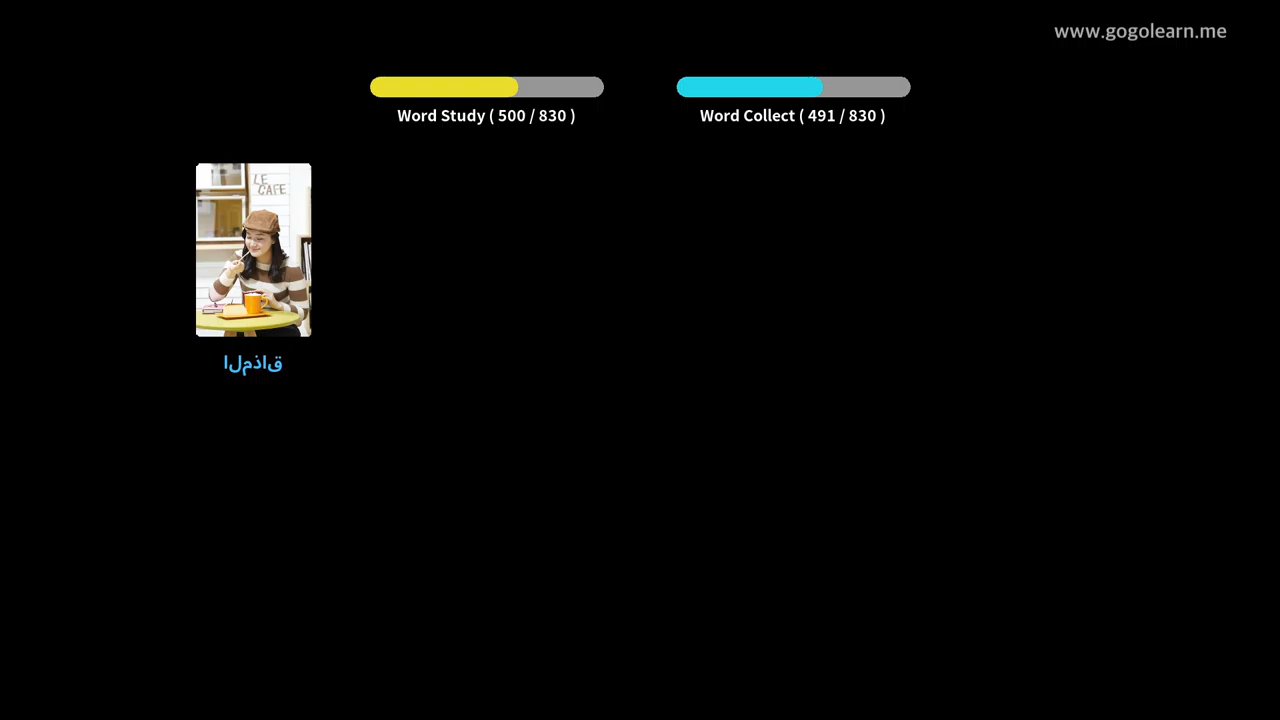 www.gogolearn.me
Word Study ( 500 / 830 )
Word Collect ( 491 / 830 )
LE
CAFE
المذاق